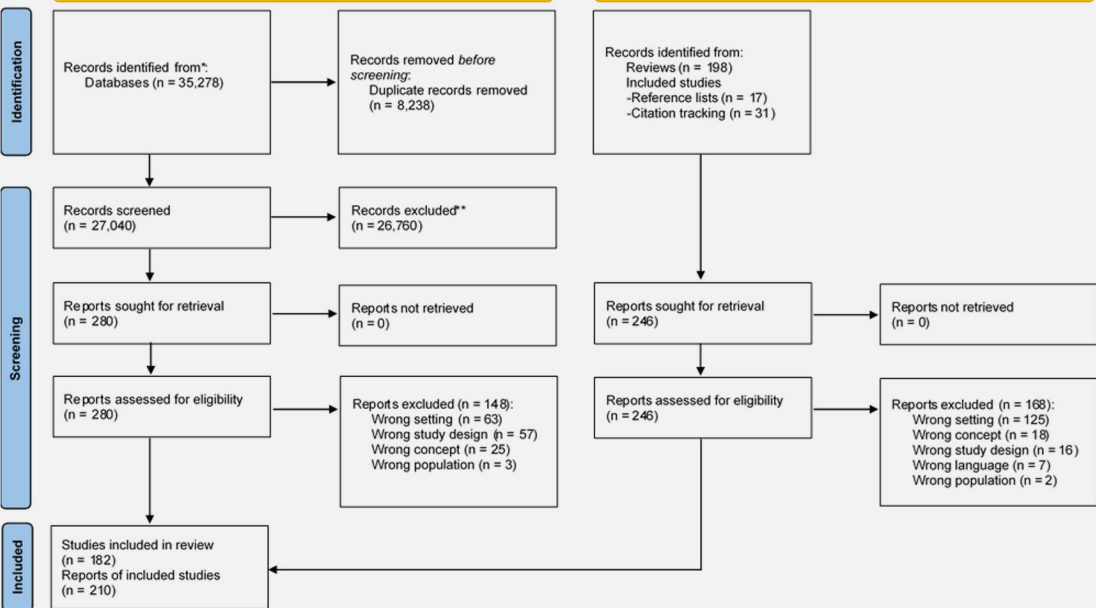 Identification
Records identified from*:
Databases (n = 35,278)
Records removed before
screening:
Duplicate records removed
(n = 8,238)
Records identified from:
Reviews (n = 198)
Included studies
-Reference lists (n = 17)
-Citation tracking (n = 31)
Screening
Records screened
(n = 27,040)
Records excluded**
(n = 26,760)
Reports sought for retrieval
(n = 280)
Reports not retrieved
(n = 0)
Reports sought for retrieval
(n = 246)
Reports not retrieved
(n = 0)
Reports assessed for eligibility
(n = 280)
Reports excluded (n = 148):
Wrong setting (n = 63)
Wrong study design (n = 57)
Wrong concept (n = 25)
Wrong population (n = 3)
Reports assessed for eligibility
(n = 246)
Reports excluded (n = 168):
Wrong setting (n = 125)
Wrong concept (n = 18)
Wrong study design (n = 16)
Wrong language (n = 7)
Wrong population (n = 2)
Included
Studies included in review
(n = 182)
Reports of included studies
(n = 210)